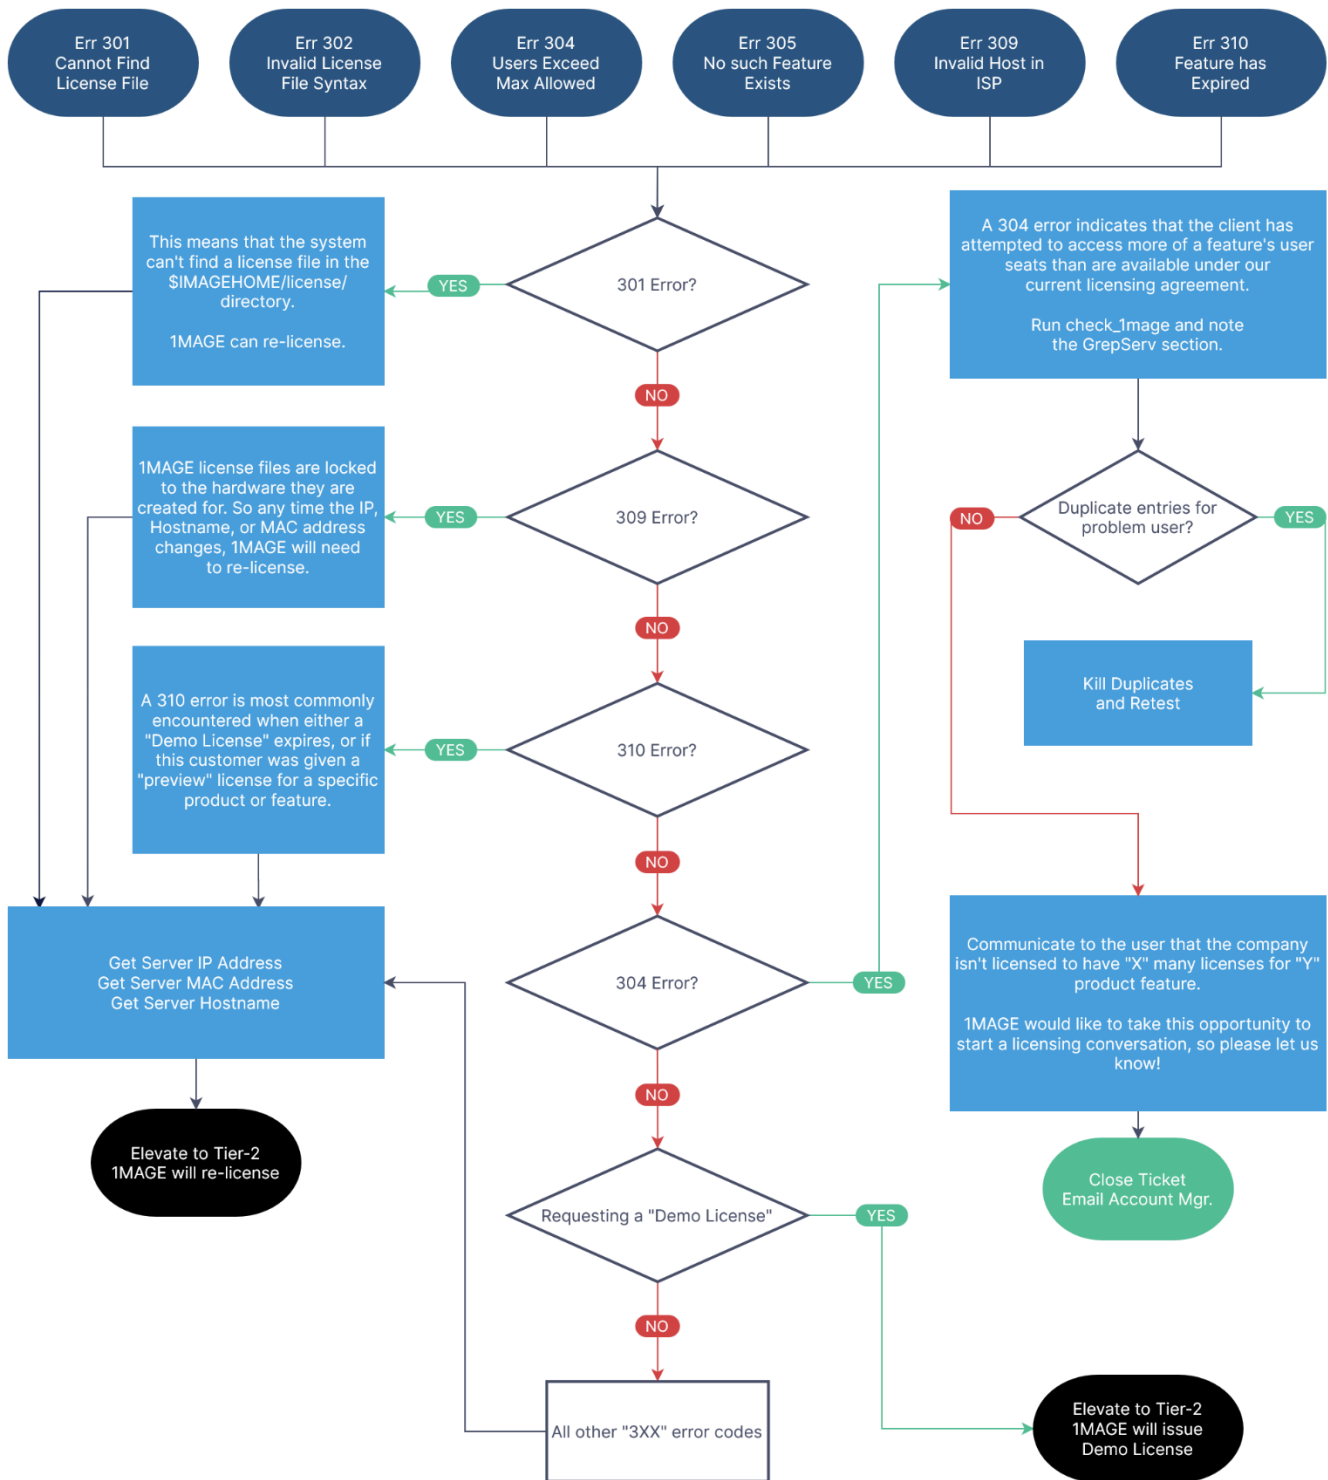 Err 301
Cannot Find
License File
Err 302
Invalid License
File Syntax
Err 304
Users Exceed
Max Allowed
Err 305
No such Feature
Exists
Err 309
Invalid Host in
ISP
Err 310
Feature has
Expired
This means that the system
can't find a license file in the
$IMAGEHOME/license/
directory.
1MAGE can re-license.
YES
301 Error?
NO
A 304 error indicates that the client has
attempted to access more of a feature's user
seats than are available under our
current licensing agreement.
Run check_1mage and note
the GrepServ section.
1MAGE license files are locked
to the hardware they are
created for. So any time the IP,
Hostname, or MAC address
changes, 1MAGE will need
to re-license.
YES
309 Error?
NO
NO
Duplicate entries for
problem user?
YES
Kill Duplicates
and Retest
A 310 error is most commonly
encountered when either a
"Demo License" expires, or if
this customer was given a
"preview" license for a specific
product or feature.
YES
310 Error?
NO
Get Server IP Address
Get Server MAC Address
Get Server Hostname
304 Error?
YES
NO
Communicate to the user that the company
isn't licensed to have "X" many licenses for "Y"
product feature.
1MAGE would like to take this opportunity to
start a licensing conversation, so please let us
know!
Elevate to Tier-2
1MAGE will re-license
Close Ticket
Email Account Mgr.
Requesting a "Demo License"
YES
NO
All other "3XX" error codes
Elevate to Tier-2
1MAGE will issue
Demo License